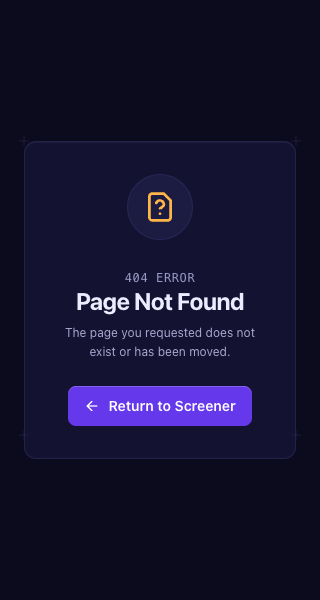 404 ERROR
Page Not Found
The page you requested does not
exist or has been moved.
Return to Screener